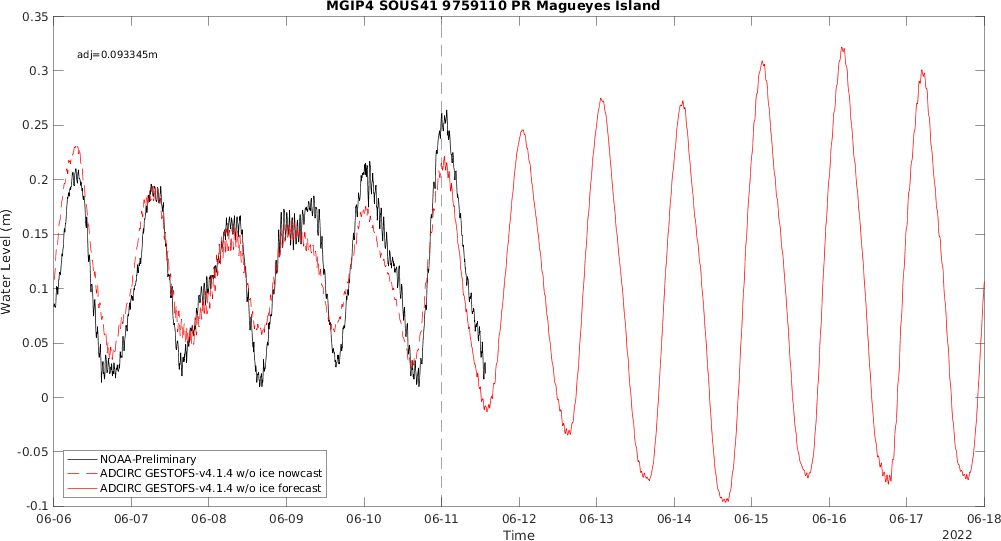 MGIP4 SOUS41 9759110 PR Magueyes Island
0.35
adj=0.093345m
0.3
0.25
0.2
0.15
0.1
0.05
0
-0.05
-0.1
Water Level (m)
NOAA-Preliminary
ADCIRC GESTOFS-v4.1.4 w/o ice nowcast
ADCIRC GESTOFS-v4.1.4 w/o ice forecast
06-06 06-07 06-08 06-09 06-10 06-11 06-12 06-13 06-14 06-15 06-16 06-17 06-18
Time
2022